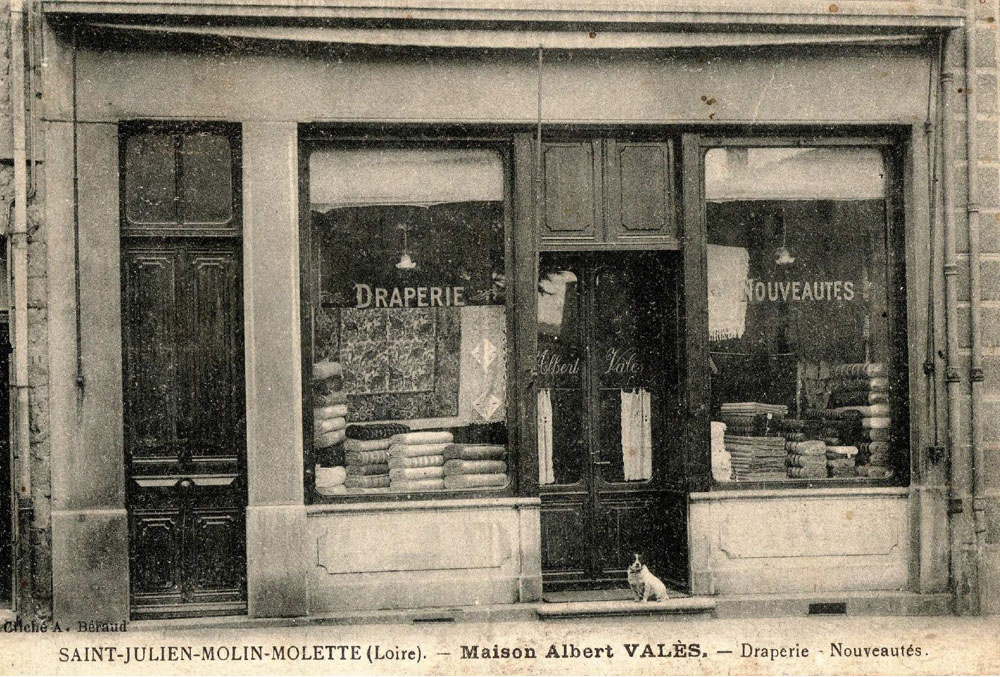 DRAPERIE
NOUVEAUTES
Albert Valès
Cliché A. Béraud
SAINT-JULIEN-MOLIN-MOLETTE (Loire). — Maison Albert VALÈS. — Draperie - Nouveautés.